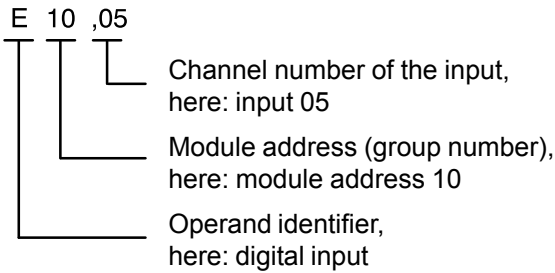 E 10 ,05
Channel number of the input,
here: input 05
Module address (group number),
here: module address 10
Operand identifier,
here: digital input